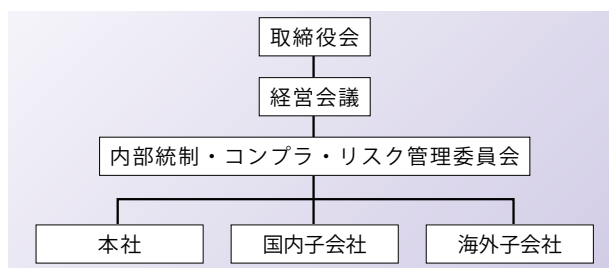 取締役会
経営会議
内部統制・コンプラ・リスク管理委員会
本社
国内子会社
海外子会社